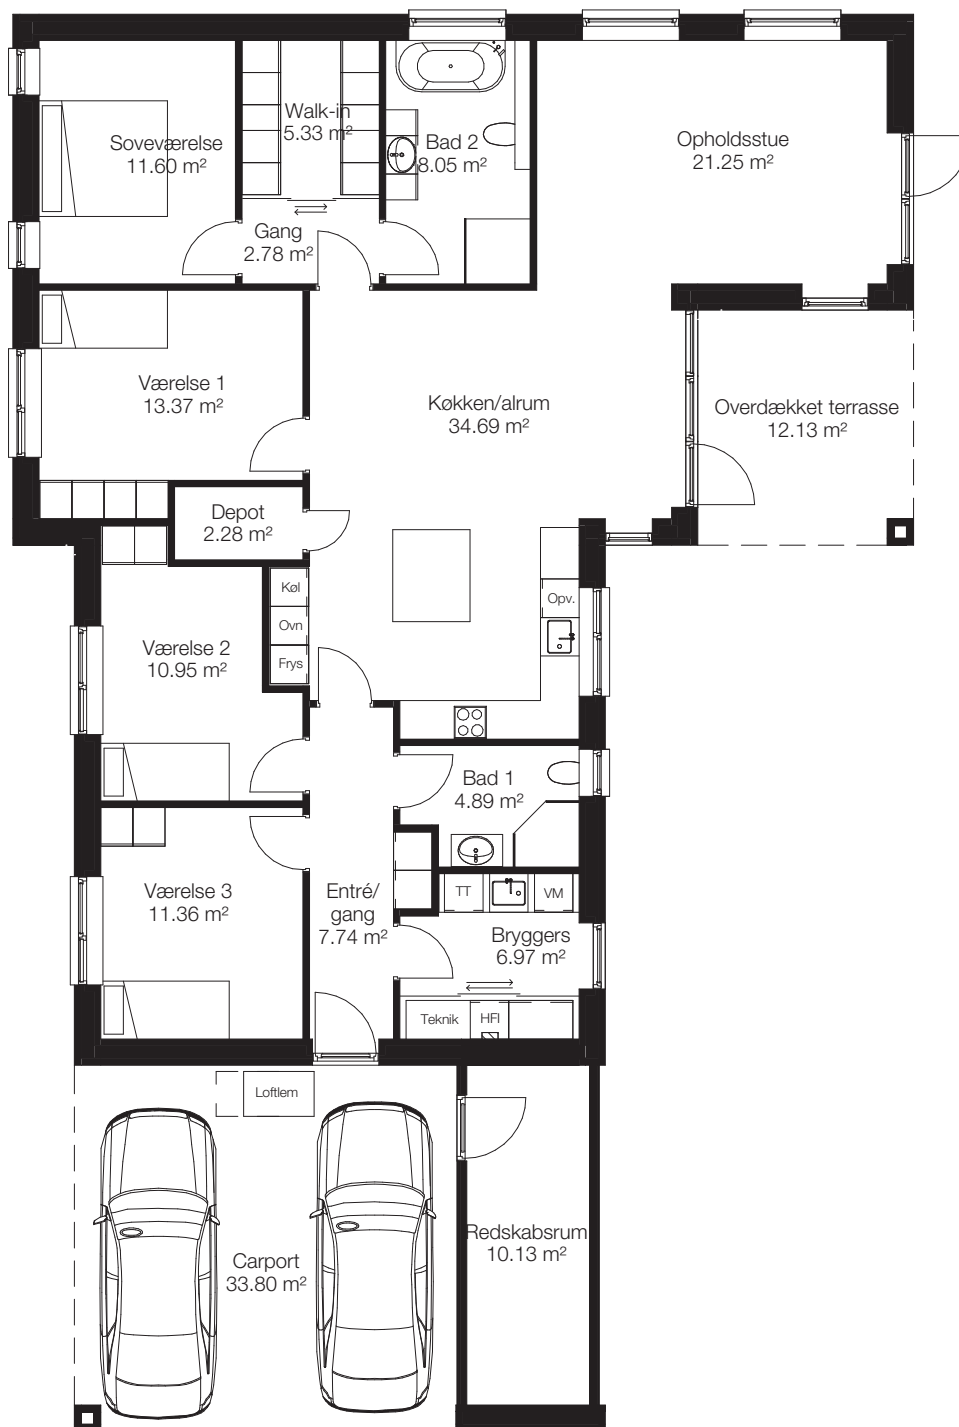 Soveværelse
11.60 m²
Walk-in
5.33 m²
Bad 2
8.05 m²
Opholdsstue
21.25 m²
Gang
2.78 m²
Værelse 1
13.37 m²
Køkken/alrum
34.69 m²
Overdækket terrasse
12.13 m²
Depot
2.28 m²
Køl
Ovn
Frys
Opv.
Værelse 2
10.95 m²
Bad 1
4.89 m²
Værelse 3
11.36 m²
Entré/
gang
7.74 m²
TT
VM
Bryggers
6.97 m²
Teknik
HFI
Loftlem
Carport
33.80 m²
Redskabsrum
10.13 m²